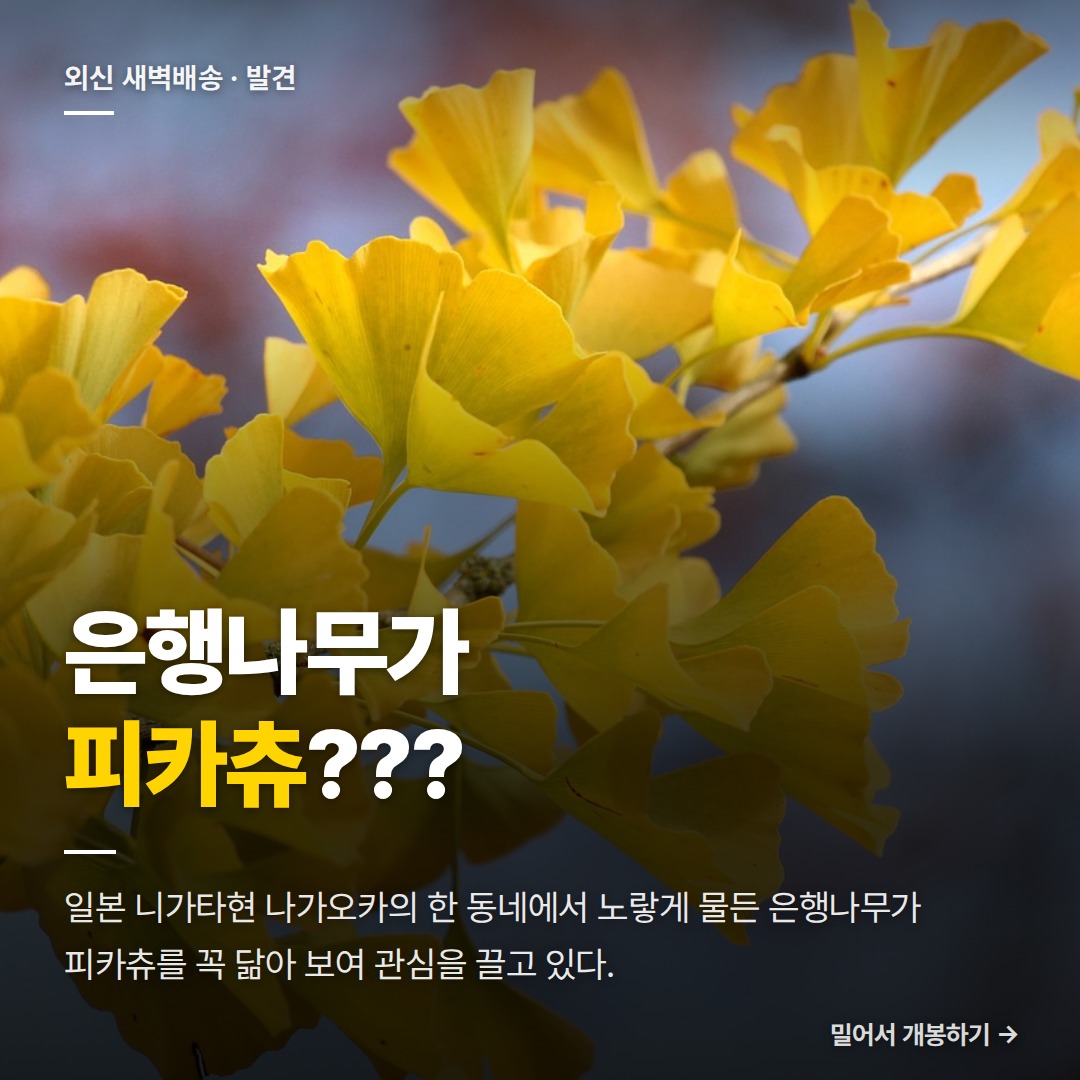 외신 새벽배송 · 발견
은행나무가
피카츄???
일본 니가타현 나가오카의 한 동네에서 노랗게 물든 은행나무가
피카츄를 꼭 닮아 보여 관심을 끌고 있다.
밀어서 개봉하기 →